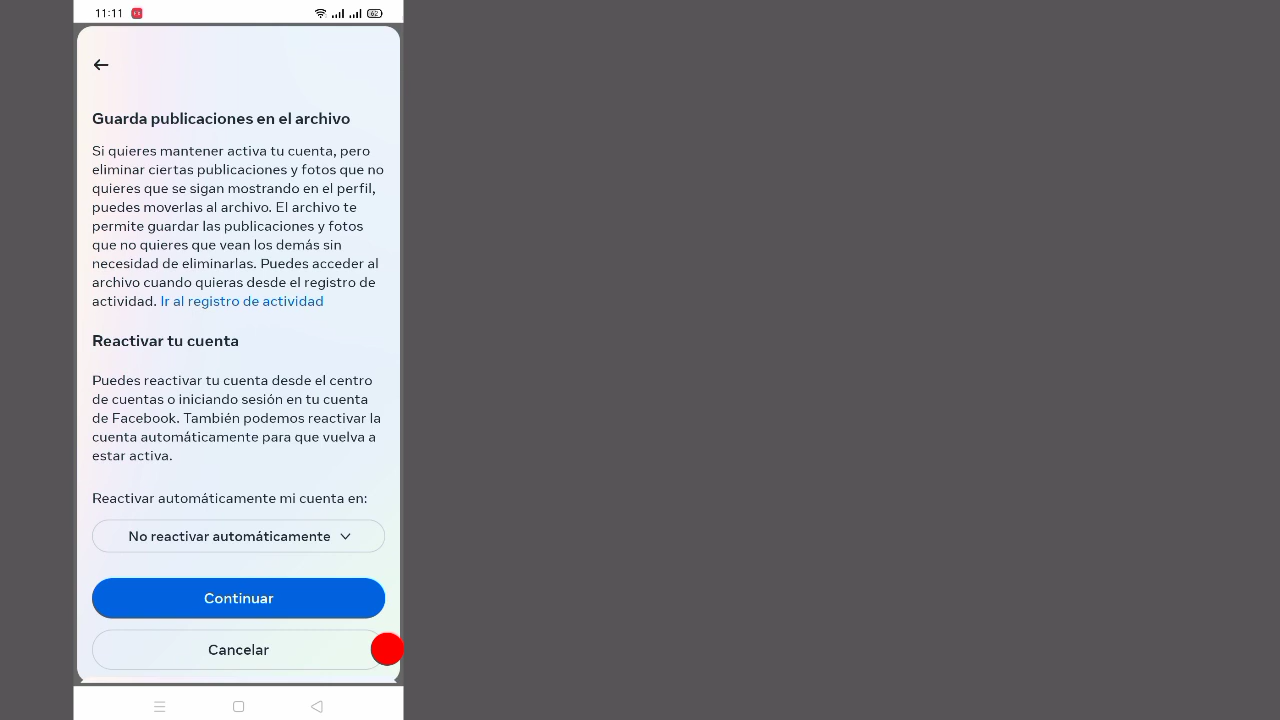 11:11
62
Guarda publicaciones en el archivo
Si quieres mantener activa tu cuenta, pero
eliminar ciertas publicaciones y fotos que no
quieres que se sigan mostrando en el perfil,
puedes moverlas al archivo. El archivo te
permite guardar las publicaciones y fotos
que no quieres que vean los demás sin
necesidad de eliminarlas. Puedes acceder al
archivo cuando quieras desde el registro de
actividad. Ir al registro de actividad
Reactivar tu cuenta
Puedes reactivar tu cuenta desde el centro
de cuentas o iniciando sesión en tu cuenta
de Facebook. También podemos reactivar la
cuenta automáticamente para que vuelva a
estar activa.
Reactivar automáticamente mi cuenta en:
No reactivar automáticamente
Continuar
Cancelar